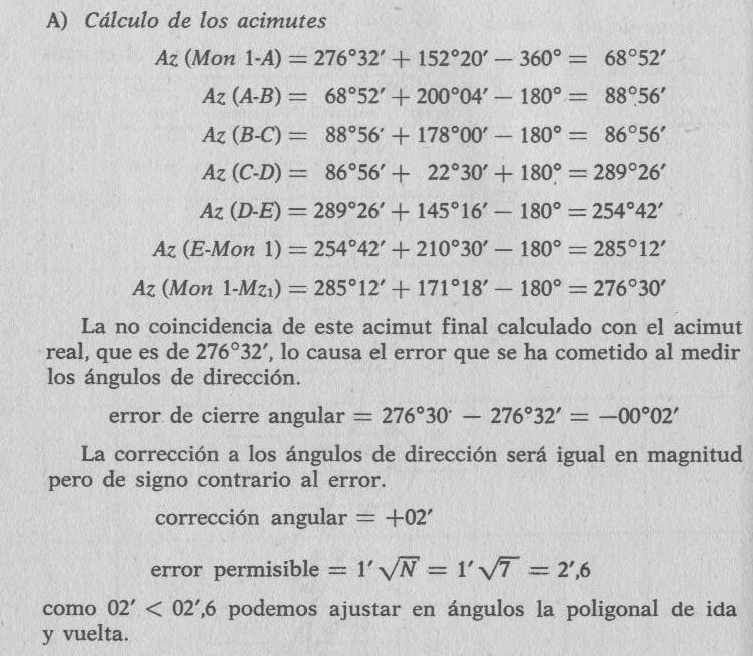 A) Cálculo de los acimutes
Az (Mon 1-A) = 276°32′ + 152°20′ — 360° = 68°52′
Az (A-B) = 68°52′ + 200°04′ — 180° = 88°56′
Az (B-C) = 88°56′ + 178°00′ — 180° = 86°56′
Az (C-D) = 86°56′ + 22°30′ + 180° = 289°26′
Az (D-E) = 289°26′ + 145°16′ — 180° = 254°42′
Az (E-Mon 1) = 254°42′ + 210°30′ — 180° = 285°12′
Az (Mon 1-Mz₁) = 285°12′ + 171°18′ — 180° = 276°30′
La no coincidencia de este acimut final calculado con el acimut
real, que es de 276°32′, lo causa el error que se ha cometido al medir
los ángulos de dirección.
error de cierre angular = 276°30′ — 276°32′ = —00°02′
La corrección a los ángulos de dirección será igual en magnitud
pero de signo contrario al error.
corrección angular = +02′
error permisible = 1′ √N = 1′ √7 = 2′,6
como 02′ < 02′,6 podemos ajustar en ángulos la poligonal de ida
y vuelta.